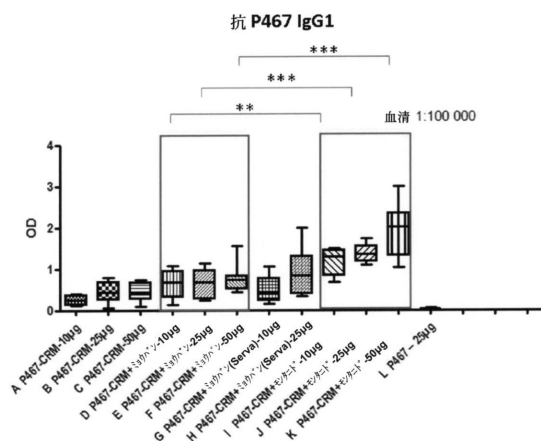 抗 P467 IgG1
***
***
**
血清 1:100 000
OD
4
3
2
1
0
A P467-CRM-10µg
B P467-CRM-25µg
C P467-CRM-50µg
D P467-CRM+ミョウバン-10µg
E P467-CRM+ミョウバン-25µg
F P467-CRM+ミョウバン-50µg
G P467-CRM+ミョウバン(Serva)-10µg
H P467-CRM+ミョウバン(Serva)-25µg
I P467-CRM+モンタニド-10µg
J P467-CRM+モンタニド-25µg
K P467-CRM+モンタニド-50µg
L P467--25µg